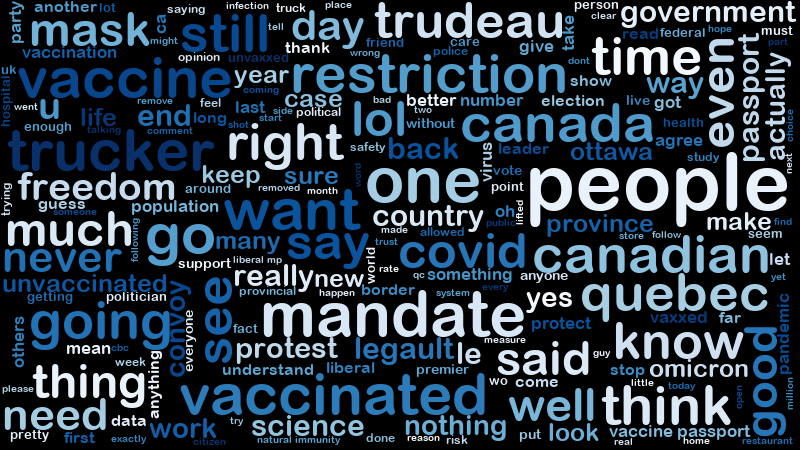 another lot
saying
infection
truck
place
person
clear
government
party
mask
ca
might
still
day
tell
trudeau
take
must
vaccination
opinion
unvaxxed
thank
friend
wrong
care
police
give
dont
time
read
federal
hope
part
uk
hospital
vaccine
coming
year
restriction
show
way
even
passport
actually
went
u
remove
feel
last
case
bad
better
number
election
live
got
life
end
long
side
political
lol
two
without
canada
health
choice
enough
talking
comment
shot
start
trucker
right
safety
back
leader
ottawa
agree
study
next
trying
freedom
keep
sure
word
one
virus
vote
point
people
guess
around
removed
month
someone
population
want
country
oh
public
lifted
province
make
find
much
following
go
many
say
made
allowed
store
follow
seem
never
support
liberal mp
trust
covid
canadian
let
unvaccinated
really
new
world
rate
qc
something
anyone
yet
getting
politician
convoy
see
provincial
happen
border
system
every
yes
quebec
pandemic
others
going
everyone
fact
mandate
protect
vaxxed
far
mean
cbc
protest
legault
le
measure
said
guy
know
good
week
anything
understand
liberal
premier
wo
come
stop
omicron
million
please
thing
vaccinated
little
today
open
need
data
try
science
nothing
well
think
pretty
first
exactly
work
citizen
natural immunity
done
reason
risk
put
look
real
vaccine passport
home
restaurant